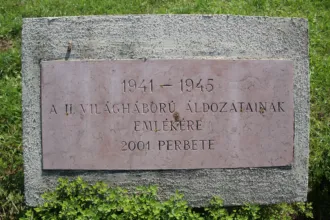 1941 – 1945
A II. VILÁGHÁBORÚ ÁLDOZATAINAK
EMLÉKÉRE
2001 PERBETE